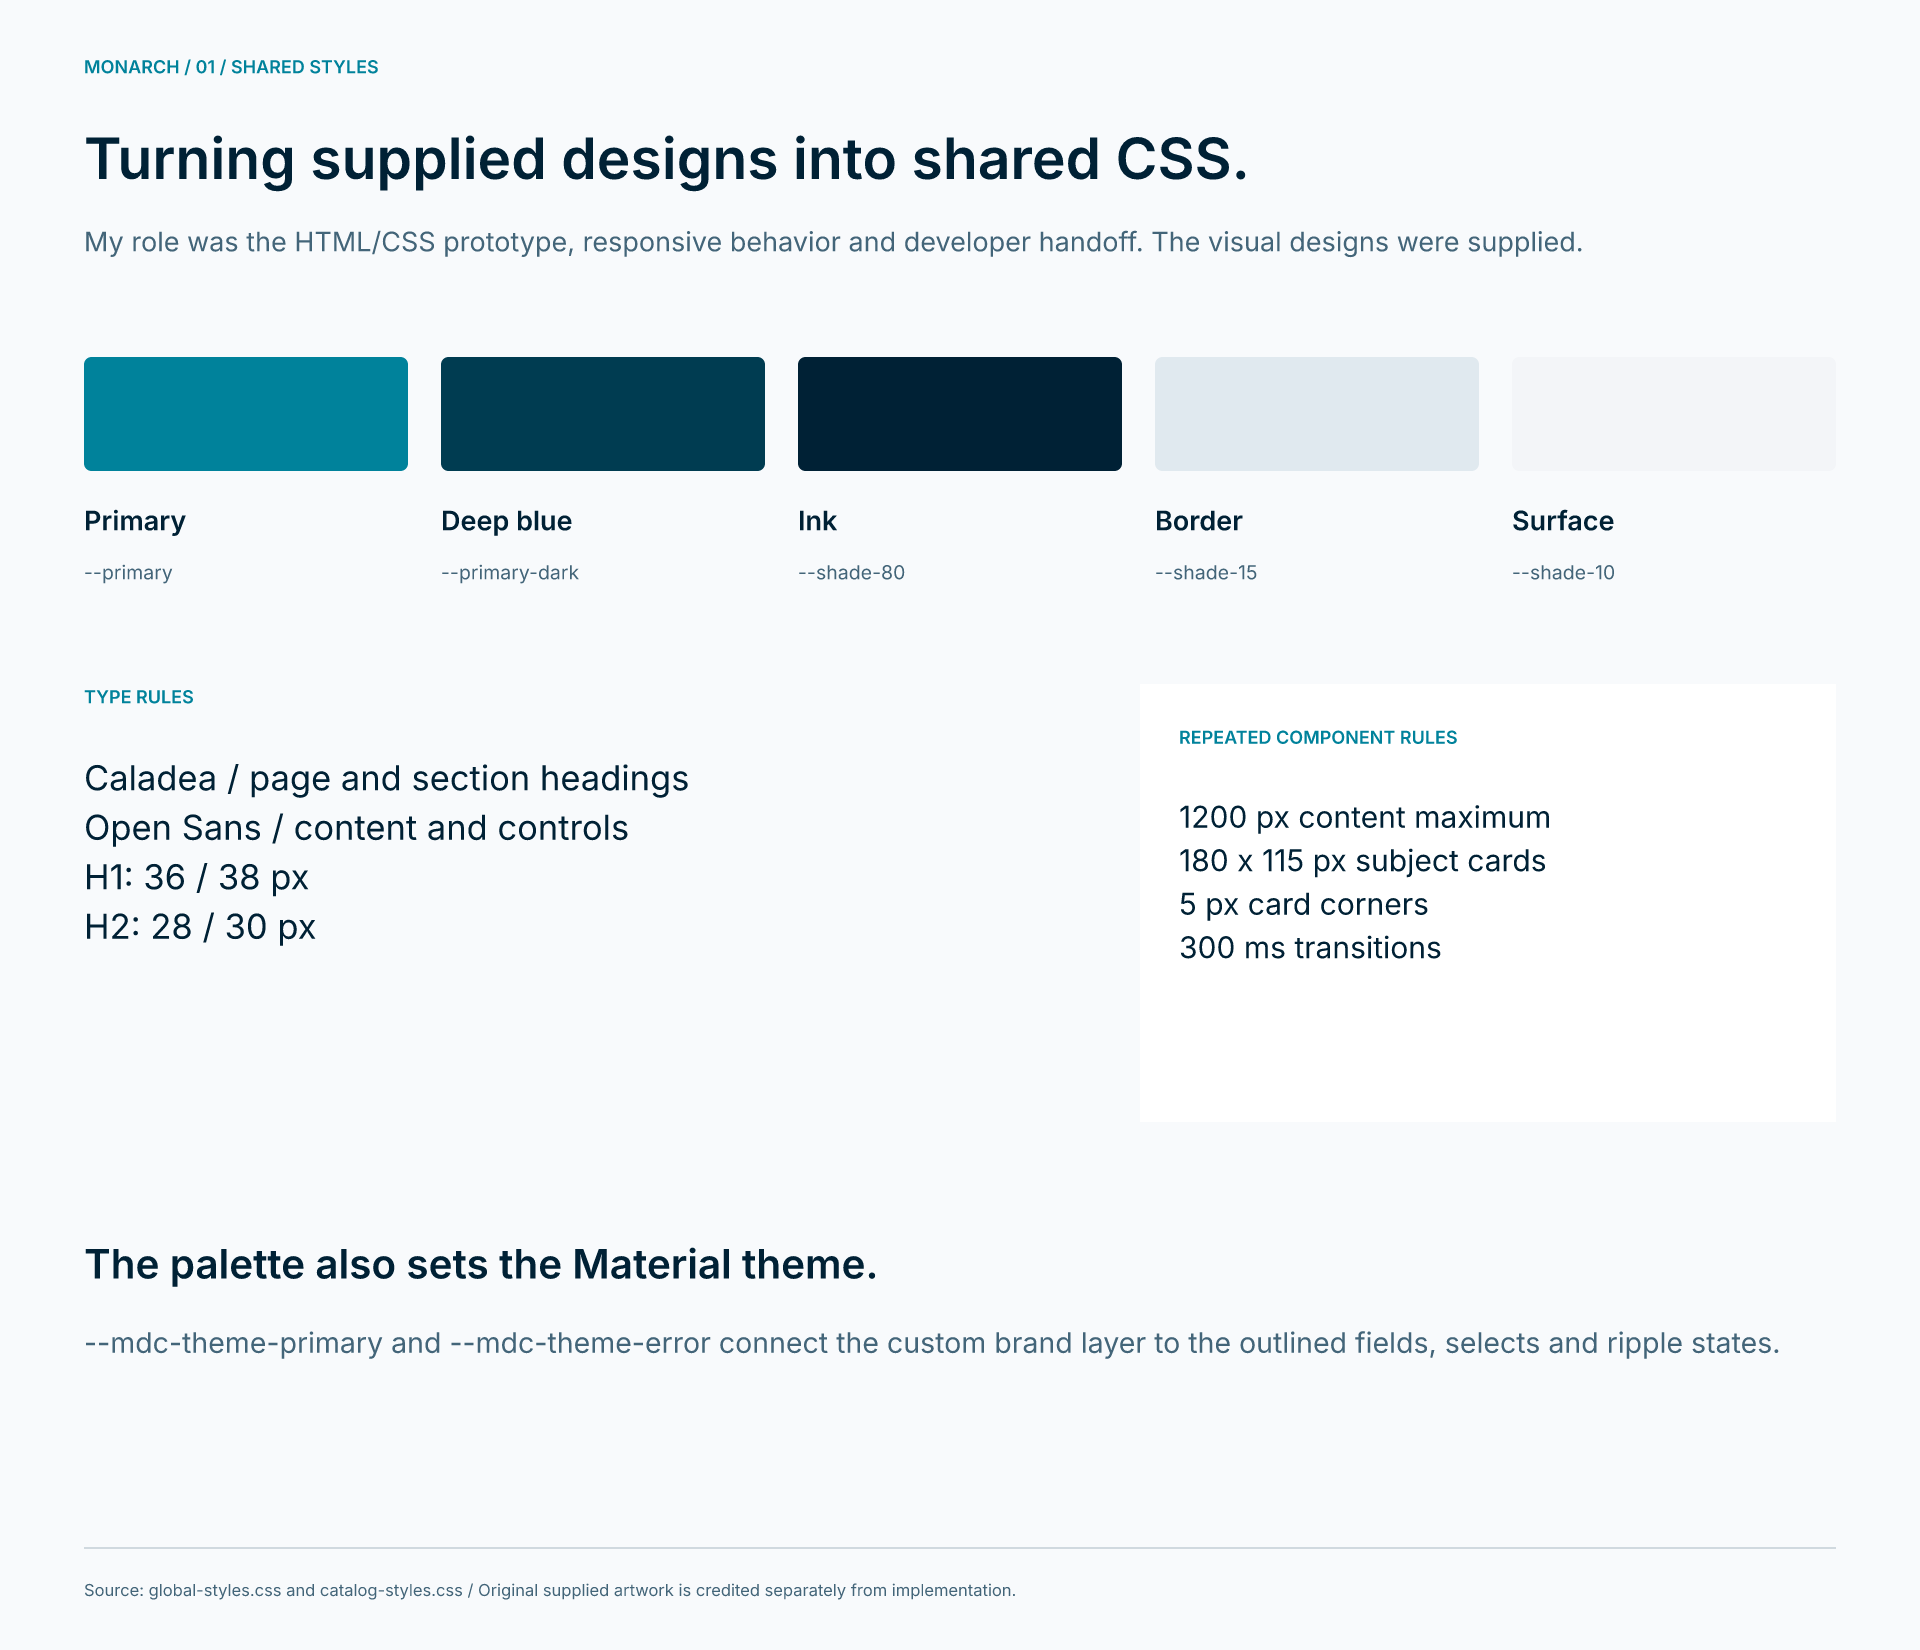 MONARCH / 01 / SHARED STYLES
Turning supplied designs into shared CSS.
My role was the HTML/CSS prototype, responsive behavior and developer handoff. The visual designs were supplied.
Primary
--primary
Deep blue
--primary-dark
Ink
--shade-80
Border
--shade-15
Surface
--shade-10
TYPE RULES
Caladea / page and section headings
Open Sans / content and controls
H1: 36 / 38 px
H2: 28 / 30 px
REPEATED COMPONENT RULES
1200 px content maximum
180 x 115 px subject cards
5 px card corners
300 ms transitions
The palette also sets the Material theme.
--mdc-theme-primary and --mdc-theme-error connect the custom brand layer to the outlined fields, selects and ripple states.
Source: global-styles.css and catalog-styles.css / Original supplied artwork is credited separately from implementation.